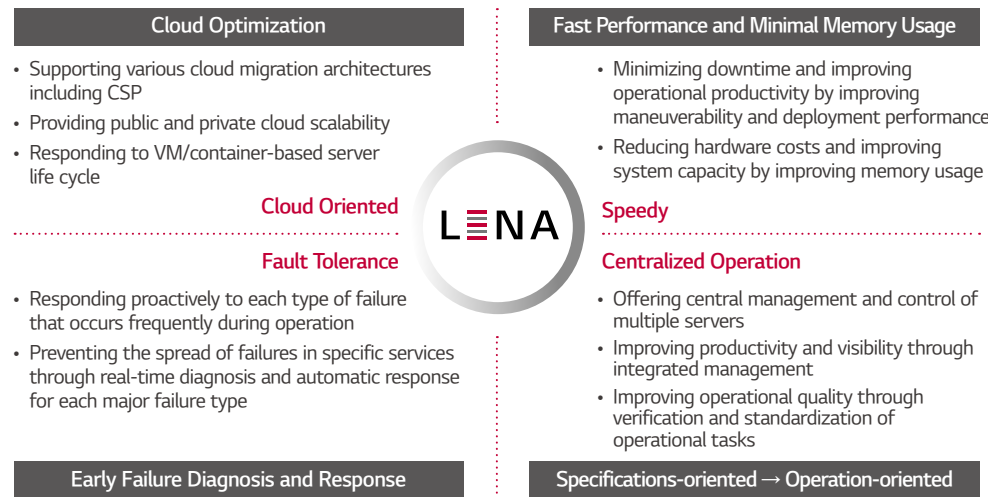 Cloud Optimization
• Supporting various cloud migration architectures
including CSP
• Providing public and private cloud scalability
• Responding to VM/container-based server
life cycle
Cloud Oriented
Fast Performance and Minimal Memory Usage
• Minimizing downtime and improving
operational productivity by improving
maneuverability and deployment performance
• Reducing hardware costs and improving
system capacity by improving memory usage
Speedy
LENA
Fault Tolerance
• Responding proactively to each type of failure
that occurs frequently during operation
• Preventing the spread of failures in specific services
through real-time diagnosis and automatic response
for each major failure type
Early Failure Diagnosis and Response
Centralized Operation
• Offering central management and control of
multiple servers
• Improving productivity and visibility through
integrated management
• Improving operational quality through
verification and standardization of
operational tasks
Specifications-oriented → Operation-oriented